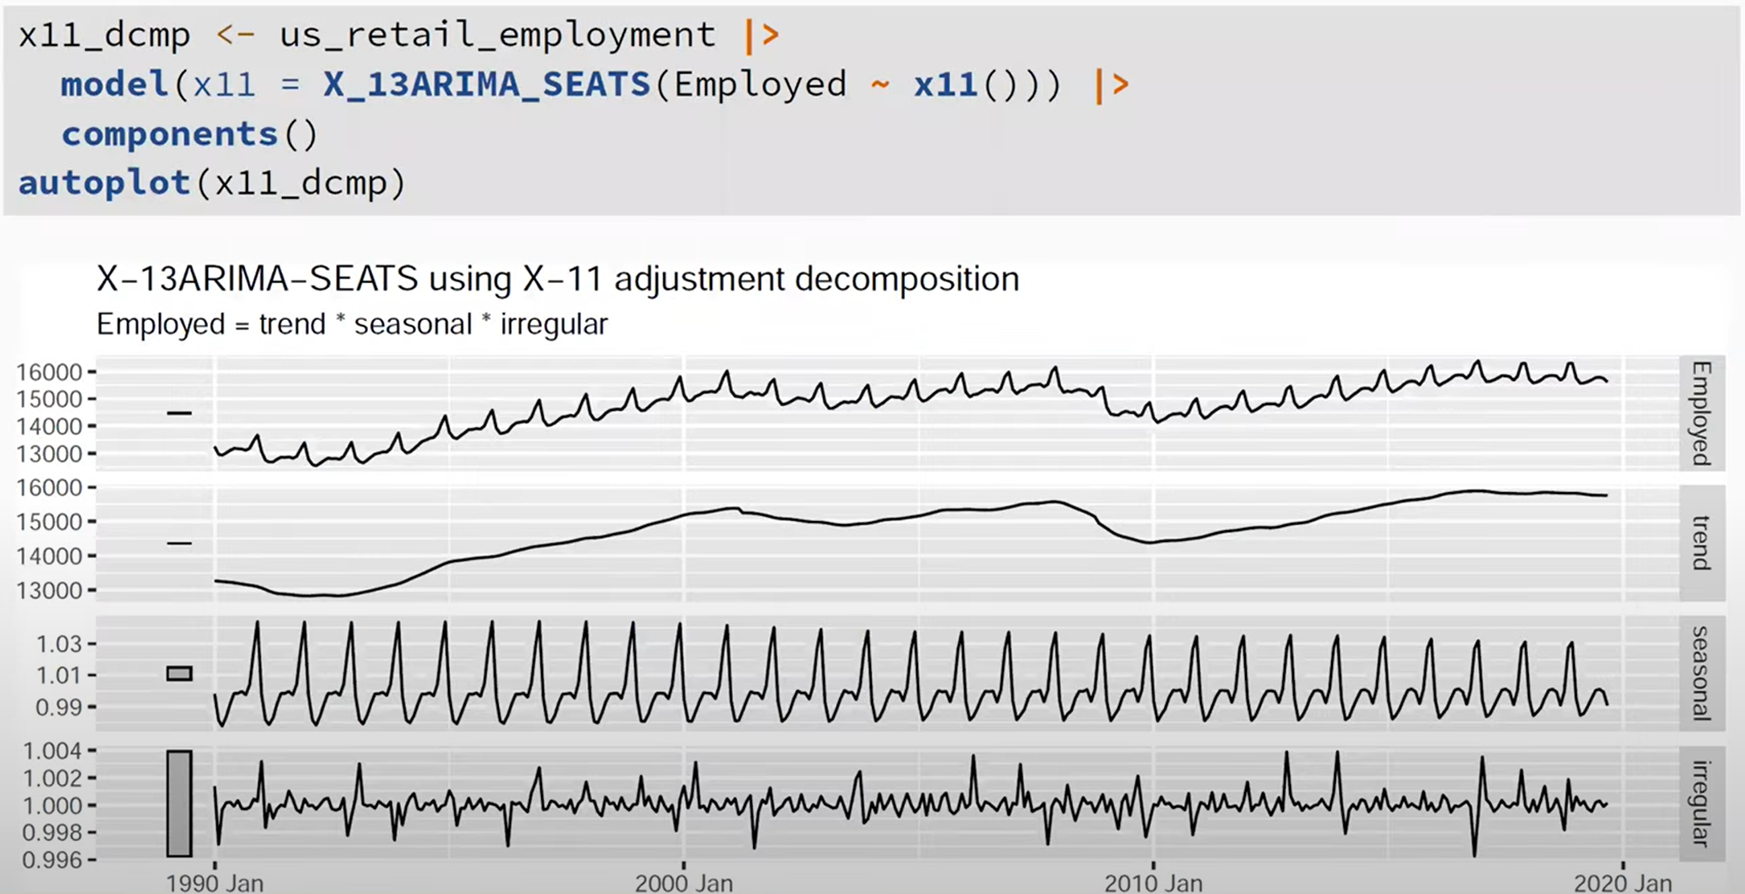 x11_dcmp <- us_retail_employment |>
  model(x11 = X_13ARIMA_SEATS(Employed ~ x11())) |>
  components()
autoplot(x11_dcmp)
X-13ARIMA-SEATS using X-11 adjustment decomposition
Employed = trend * seasonal * irregular
16000
15000
14000
13000
Employed
16000
15000
14000
13000
trend
1.03
1.01
0.99
seasonal
1.004
1.002
1.000
0.998
0.996
irregular
1990 Jan
2000 Jan
2010 Jan
2020 Jan